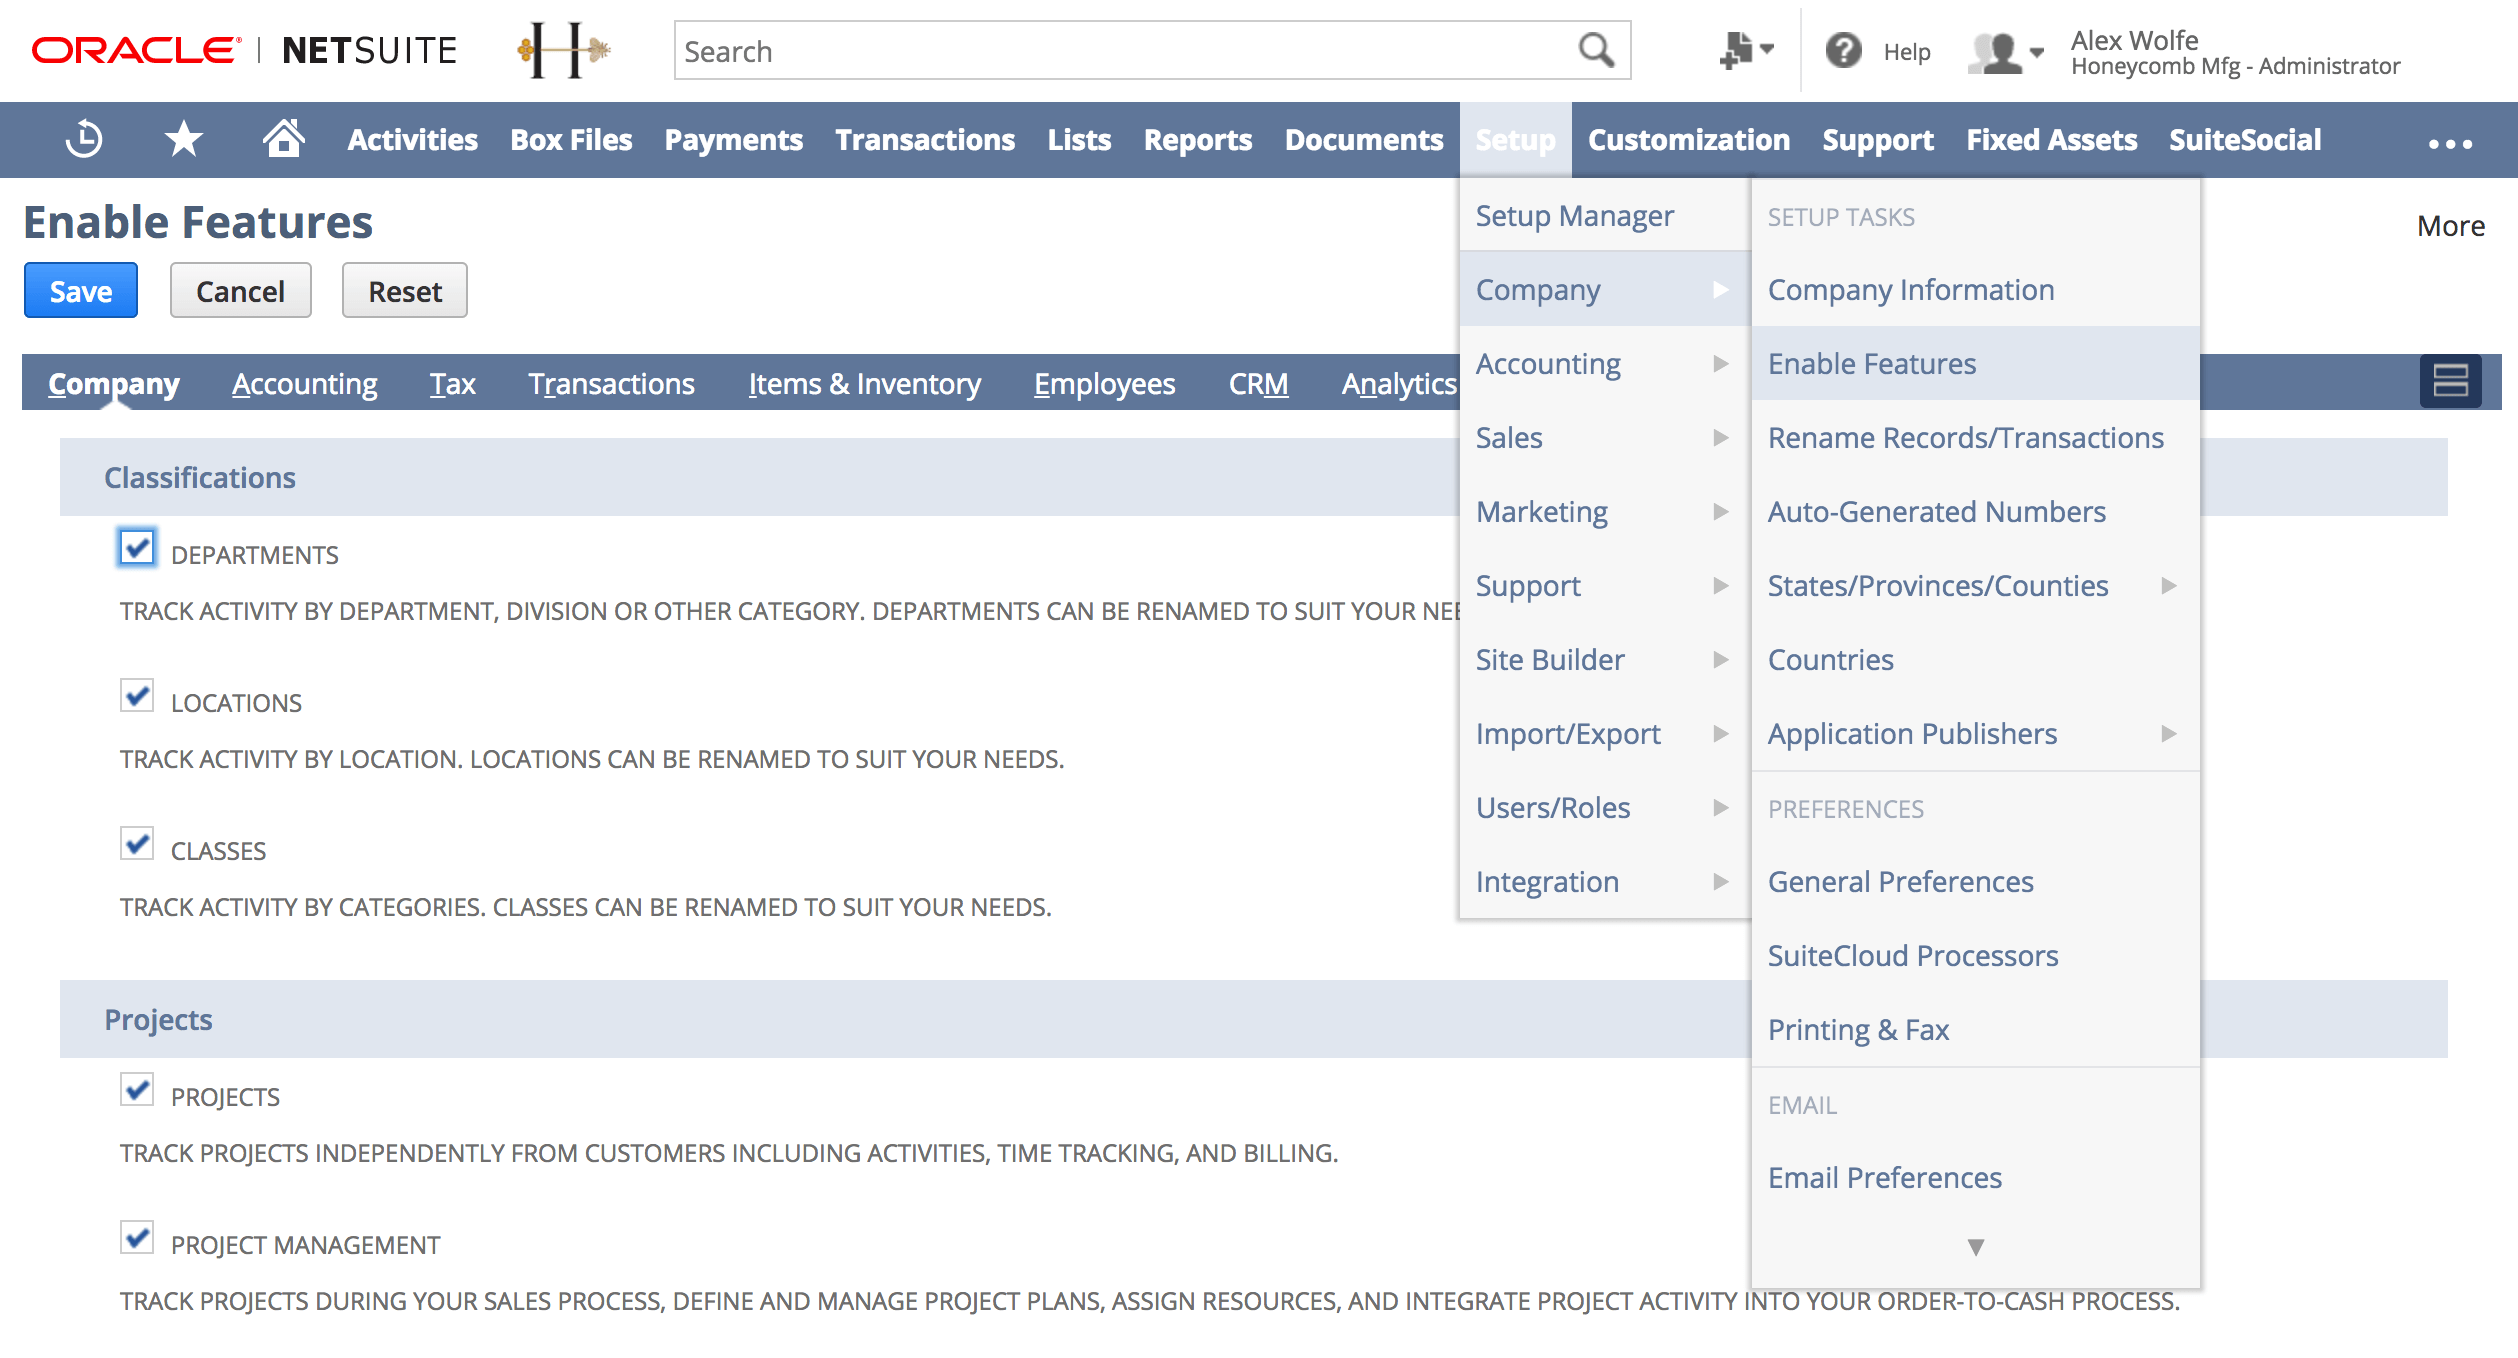 ORACLE | NETSUITE
H
Search
Help
Alex Wolfe
Honeycomb Mfg - Administrator
Activities Box Files Payments Transactions Lists Reports Documents Setup Customization Support Fixed Assets SuiteSocial
Enable Features
More
Save Cancel Reset
Company Accounting Tax Transactions Items & Inventory Employees CRM Analytics
Classifications
DEPARTMENTS
TRACK ACTIVITY BY DEPARTMENT, DIVISION OR OTHER CATEGORY. DEPARTMENTS CAN BE RENAMED TO SUIT YOUR
LOCATIONS
TRACK ACTIVITY BY LOCATION. LOCATIONS CAN BE RENAMED TO SUIT YOUR NEEDS.
CLASSES
TRACK ACTIVITY BY CATEGORIES. CLASSES CAN BE RENAMED TO SUIT YOUR NEEDS.
Projects
PROJECTS
TRACK PROJECTS INDEPENDENTLY FROM CUSTOMERS INCLUDING ACTIVITIES, TIME TRACKING, AND BILLING.
PROJECT MANAGEMENT
TRACK PROJECTS DURING YOUR SALES PROCESS, DEFINE AND MANAGE PROJECT PLANS, ASSIGN RESOURCES, AND INTEGRATE PROJECT ACTIVITY INTO YOUR ORDER-TO-CASH PROCESS.
Setup Manager
Company
Accounting
Sales
Marketing
Support
Site Builder
Import/Export
Users/Roles
Integration
SETUP TASKS
Company Information
Enable Features
Rename Records/Transactions
Auto-Generated Numbers
States/Provinces/Counties
Countries
Application Publishers
PREFERENCES
General Preferences
SuiteCloud Processors
Printing & Fax
EMAIL
Email Preferences